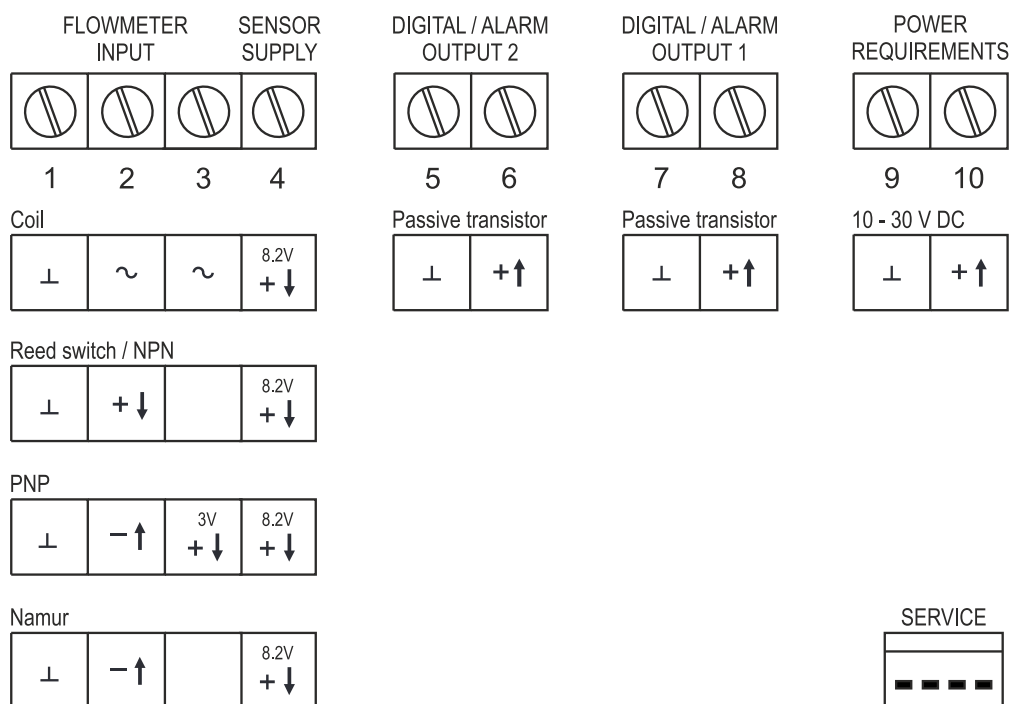 FLOWMETER INPUT
SENSOR SUPPLY
DIGITAL / ALARM OUTPUT 2
DIGITAL / ALARM OUTPUT 1
POWER REQUIREMENTS
1 2 3 4 5 6 7 8 9 10
Coil
Passive transistor
Passive transistor
10 - 30 V DC
⊥ ~ ~ 8.2V + ↓
⊥ + ↑
⊥ + ↑
⊥ + ↑
Reed switch / NPN
⊥ + ↓ 8.2V + ↓
PNP
⊥ – ↑ 3V + ↓ 8.2V + ↓
Namur
⊥ – ↑ 8.2V + ↓
SERVICE